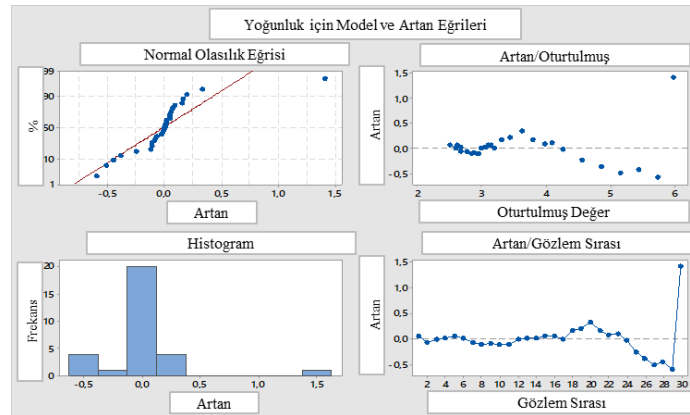 Yoğunluk için Model ve Artan Eğrileri
Normal Olasılık Eğrisi
99
90
50
10
1
%
-0,5 0,0 0,5 1,0 1,5
Artan
Artan/Oturtulmuş
1,5
1,0
0,5
0,0
-0,5
Artan
2 3 4 5 6
Oturtulmuş Değer
Histogram
20
15
10
5
0
Frekans
-0,5 0,0 0,5 1,0 1,5
Artan
Artan/Gözlem Sırası
1,5
1,0
0,5
0,0
-0,5
Artan
2 4 6 8 10 12 14 16 18 20 22 24 26 28 30
Gözlem Sırası